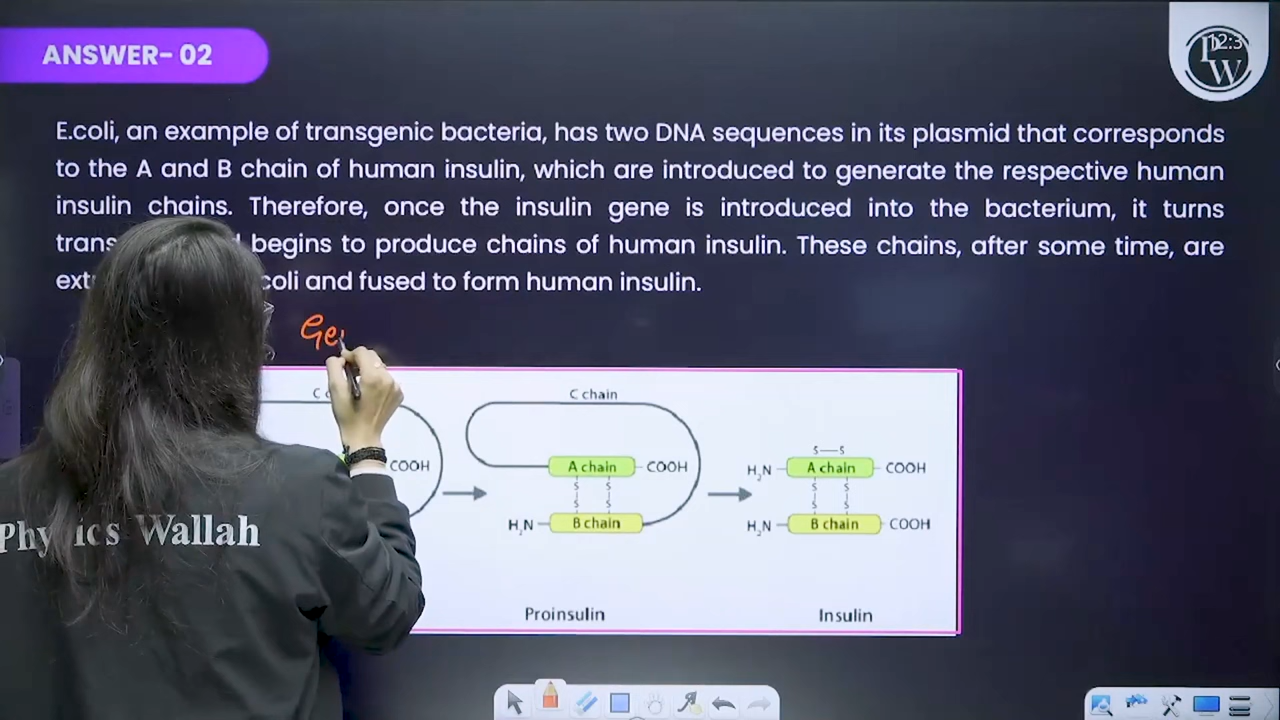 ANSWER- 02
E.coli, an example of transgenic bacteria, has two DNA sequences in its plasmid that corresponds
to the A and B chain of human insulin, which are introduced to generate the respective human
insulin chains. Therefore, once the insulin gene is introduced into the bacterium, it turns
begins to produce chains of human insulin. These chains, after some time, are
coli and fused to form human insulin.
Ge
C chain
A chain
COOH
B chain
H₂N
Proinsulin
S—S
H₂N
A chain
COOH
H₂N
B chain
COOH
S S
S S
S S
S S
Insulin
COOH
Physics Wallah
PW